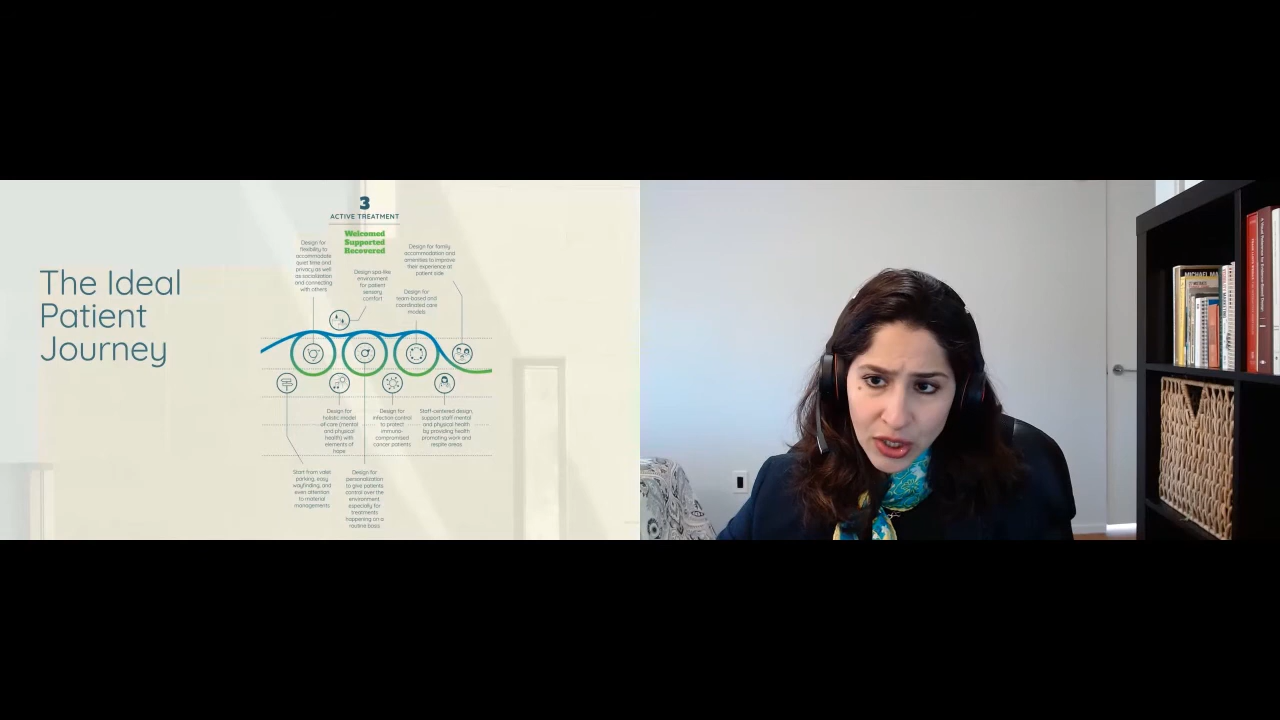 The Ideal
Patient
Journey
3
ACTIVE TREATMENT
Welcomed
Supported
Recovered
Design for
flexibility to
accommodate
quiet time and
privacy as well
as socialization
and connecting
with others
Design spa-like
environment
for patient
sensory
comfort
Design for family
accommodation and
amenities to improve
their experience at
patient side
Design for
team-based and
coordinated care
models
Design for
holistic model
of care (mental
and physical
health) with
elements of
hope
Design for
infection control
to protect
immuno-
compromized
cancer patients
Staff-centered design,
support staff mental
and physical health
by providing health
promoting work and
respite areas
Start from valet
parking, easy
wayfinding, and
even attention
to material
managements
Design for
personalization
to give patients
control over the
environment,
especially for
treatments
happening on a
routine basis
MICHAEL